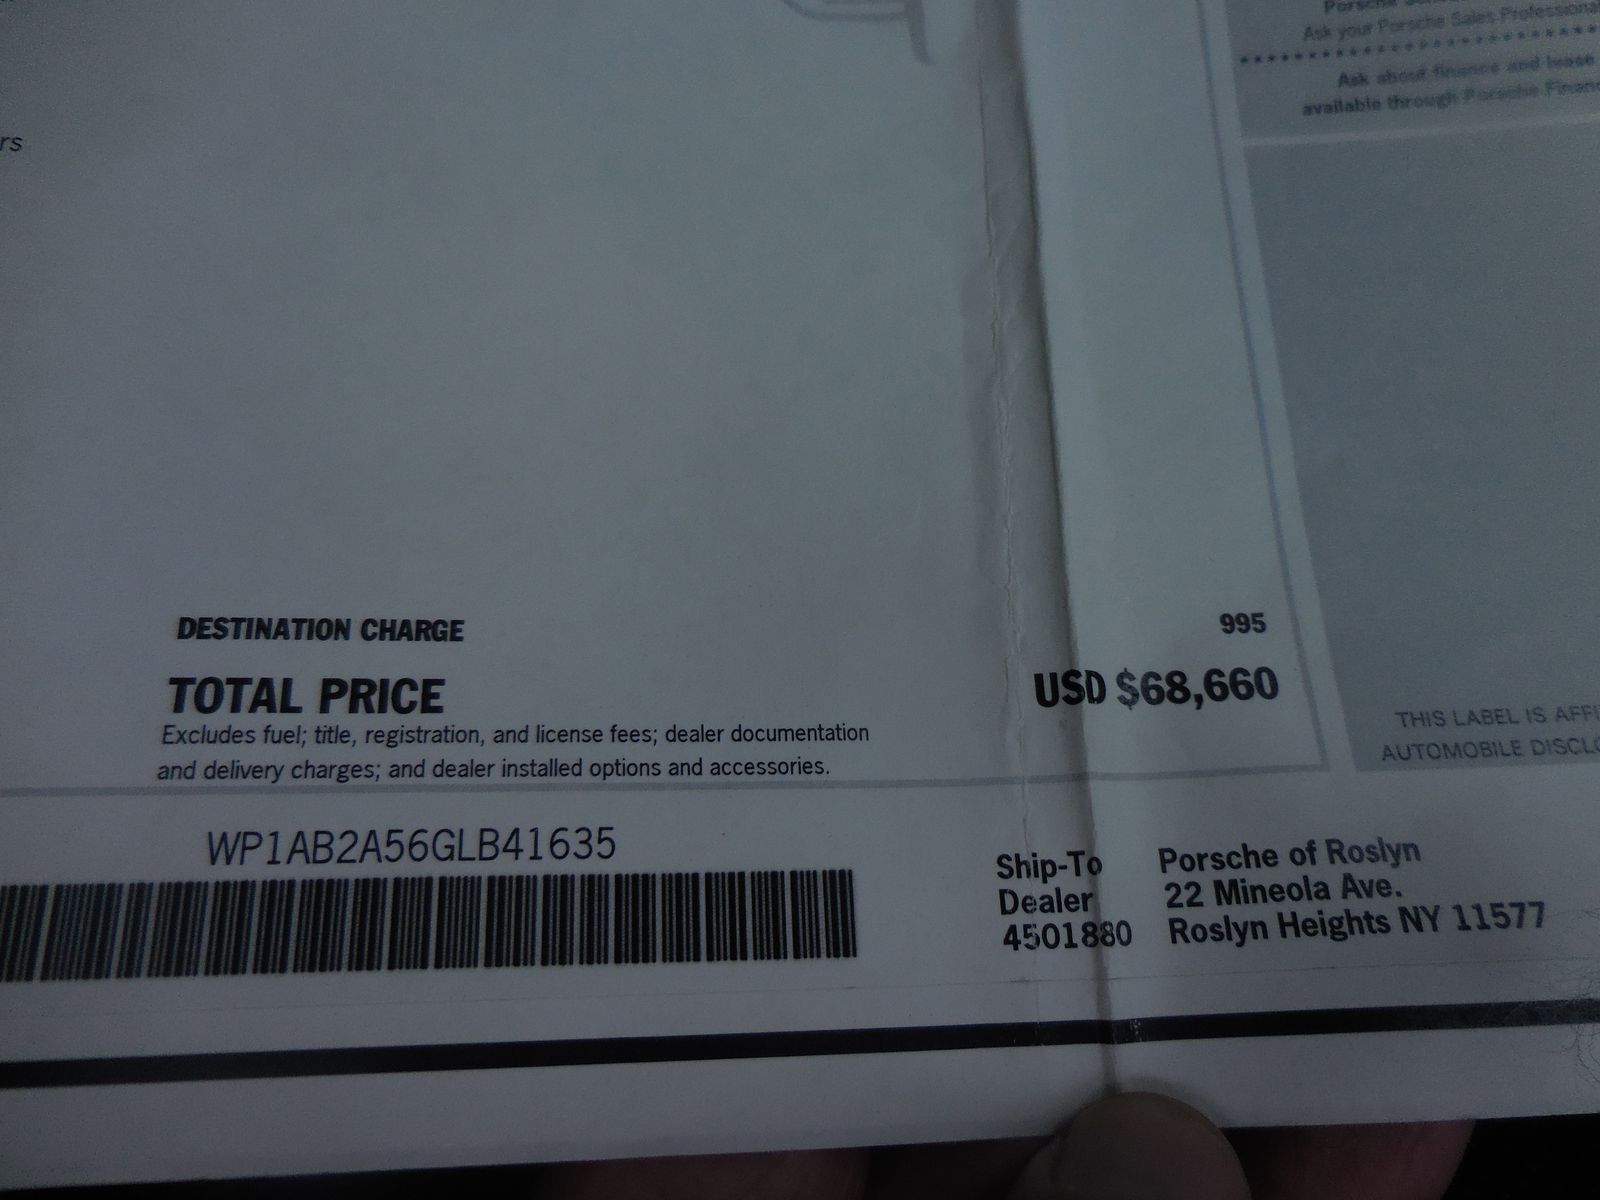 rs
Ask your Porsche Sales Professional
Ask about finance and lease
available through Porsche Financ
DESTINATION CHARGE 995
TOTAL PRICE USD $68,660
Excludes fuel; title, registration, and license fees; dealer documentation
and delivery charges; and dealer installed options and accessories.
THIS LABEL IS AFFI
AUTOMOBILE DISCLO
WP1AB2A56GLB41635
Ship-To
Dealer
4501880
Porsche of Roslyn
22 Mineola Ave.
Roslyn Heights NY 11577